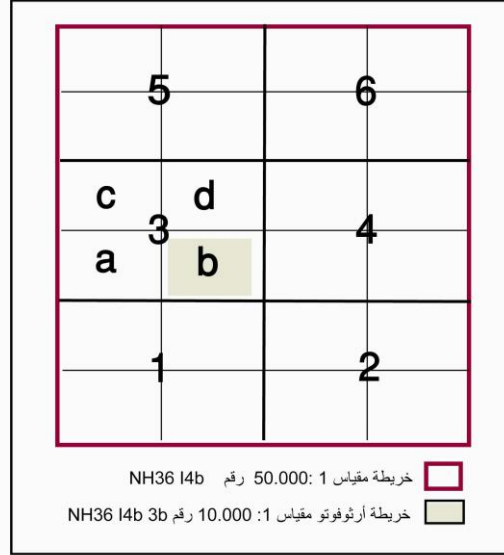 5 6
c d
3 4
a b
1 2
خريطة مقياس 1 :50.000 رقم NH36 I4b
خريطة أرثوفوتو مقياس 1: 10.000 رقم NH36 I4b 3b